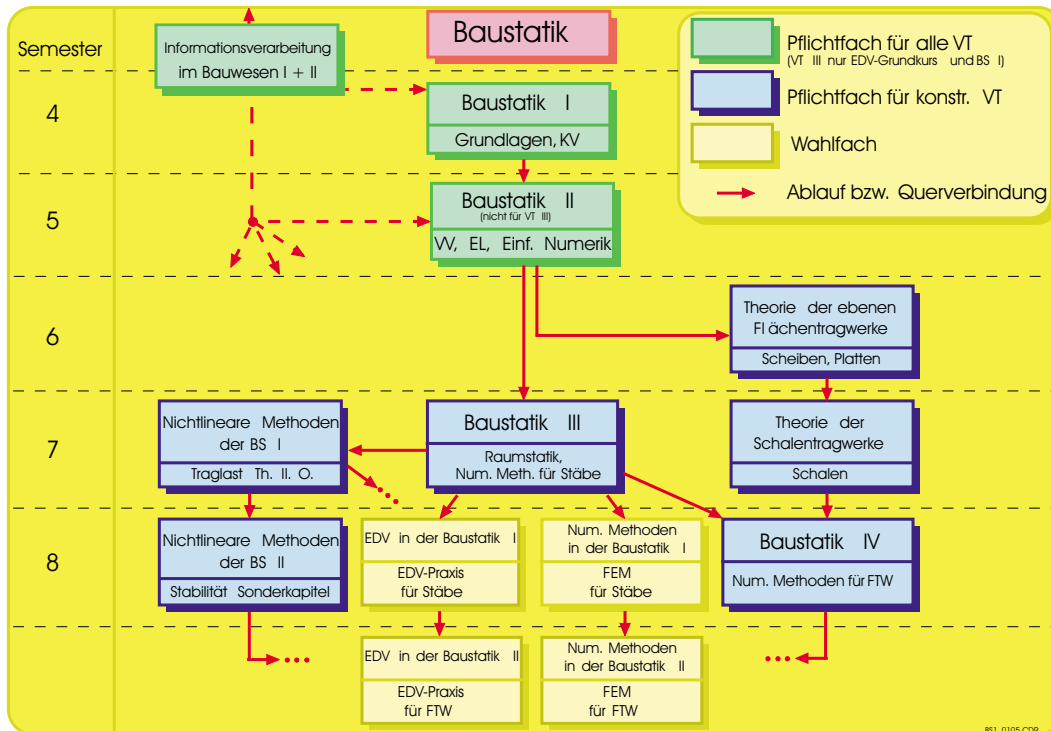 Semester
Informationsverarbeitung
im Bauwesen I + II
Baustatik
Pflichtfach für alle VT
(VT III nur EDV-Grundkurs und BS I)
Pflichtfach für konstr. VT
Wahlfach
Ablauf bzw. Querverbindung
4
Baustatik I
Grundlagen, KV
5
Baustatik II
(nicht für VT III)
VV, EL, Einf. Numerik
6
Theorie der ebenen
Fl ächentragwerke
Scheiben, Platten
7
Nichtlineare Methoden
der BS I
Traglast Th. II. O.
Baustatik III
Raumstatik,
Num. Meth. für Stäbe
Theorie der
Schalentragwerke
Schalen
8
Nichtlineare Methoden
der BS II
Stabilität Sonderkapitel
EDV in der Baustatik I
EDV-Praxis
für Stäbe
Num. Methoden
in der Baustatik I
FEM
für Stäbe
Baustatik IV
Num. Methoden für FTW
EDV in der Baustatik II
EDV-Praxis
für FTW
Num. Methoden
in der Baustatik II
FEM
für FTW
BS1_0105.CDR